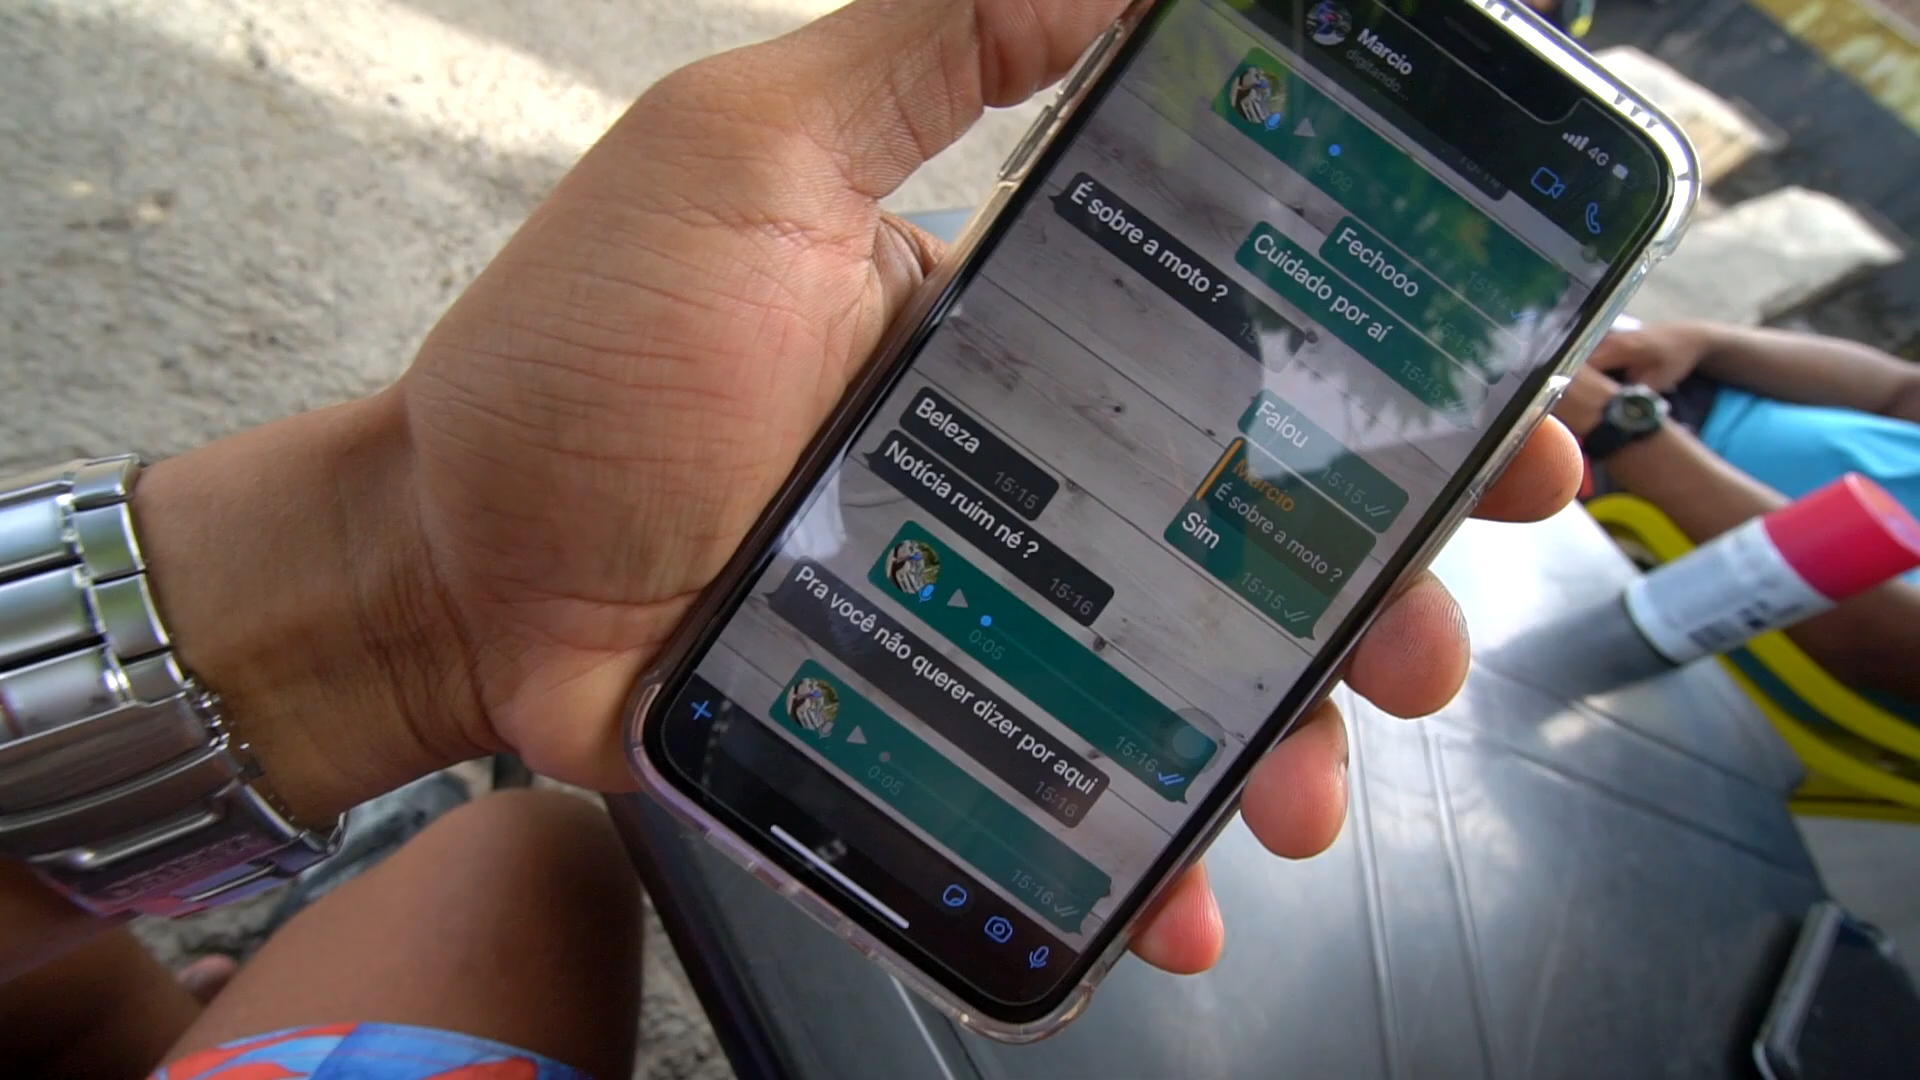 Marcio
digitando...
4G
0:09
15:14
Fechooo
15:15
Cuidado por aí
15:15
É sobre a moto ?
Falou
15:15
Marcio
É sobre a moto ?
Sim
15:15
Beleza
15:15
Notícia ruim né ?
15:16
0:05
15:16
Pra você não querer dizer por aqui
15:16
0:05
15:16